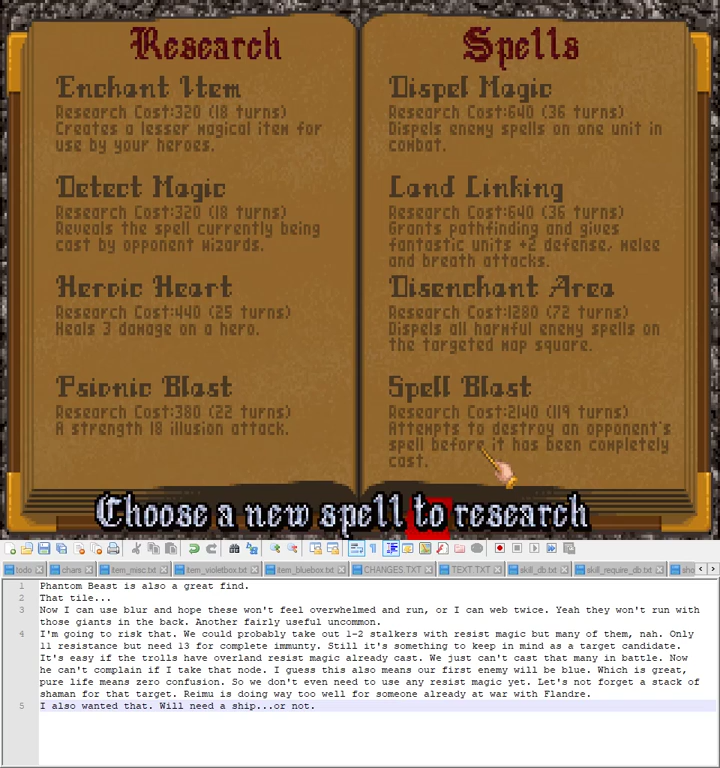 Research
Enchant Item
Research Cost:320 (18 turns)
Creates a lesser magical item for
use by your heroes.
Detect Magic
Research Cost:320 (18 turns)
Reveals the spell currently being
cast by opponent wizards.
Heroic Heart
Research Cost:440 (25 turns)
Heals 3 damage on a hero.
Psionic Blast
Research Cost:380 (22 turns)
A strength 18 illusion attack.
Spells
Dispel Magic
Research Cost:640 (36 turns)
Dispels enemy spells on one unit in
combat.
Land Linking
Research Cost:640 (36 turns)
Grants pathfinding and gives
fantastic units +2 defense, melee
and breath attacks.
Disenchant Area
Research Cost:1280 (72 turns)
Dispels all harmful enemy spells on
the targeted map square.
Spell Blast
Research Cost:2140 (119 turns)
Attempts to destroy an opponent's
spell before it has been completely
cast.
Choose a new spell to research
todo chars item_misc.txt item_violetbox.txt item_bluebox.txt CHANGES.TXT TEXT.TXT skill_db.txt skill_require_db.txt sho
1 Phantom Beast is also a great find.
2 That tile...
3 Now I can use blur and hope these won't feel overwhelmed and run, or I can web twice. Yeah they won't run with
those giants in the back. Another fairly useful uncommon.
4 I'm going to risk that. We could probably take out 1-2 stalkers with resist magic but many of them, nah. Only
11 resistance but need 13 for complete immunty. Still it's something to keep in mind as a target candidate.
It's easy if the trolls have overland resist magic already cast. We just can't cast that many in battle. Now
he can't complain if I take that node. I guess this also means our first enemy will be blue. Which is great,
pure life means zero confusion. So we don't even need to use any resist magic yet. Let's not forget a stack of
shaman for that target. Reimu is doing way too well for someone already at war with Flandre.
5 I also wanted that. Will need a ship...or not.